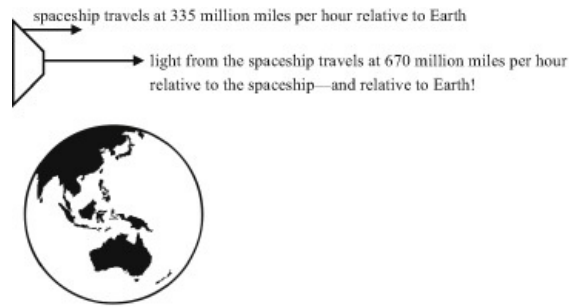 spaceship travels at 335 million miles per hour relative to Earth
light from the spaceship travels at 670 million miles per hour
relative to the spaceship—and relative to Earth!